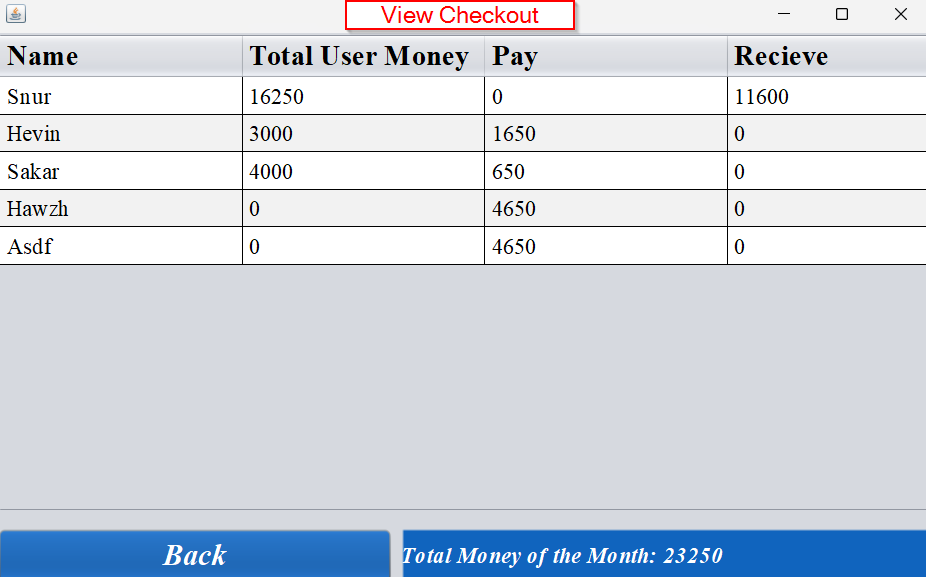 View Checkout
Name Total User Money Pay Recieve
Snur 16250 0 11600
Hevin 3000 1650 0
Sakar 4000 650 0
Hawzh 0 4650 0
Asdf 0 4650 0
Back Total Money of the Month: 23250